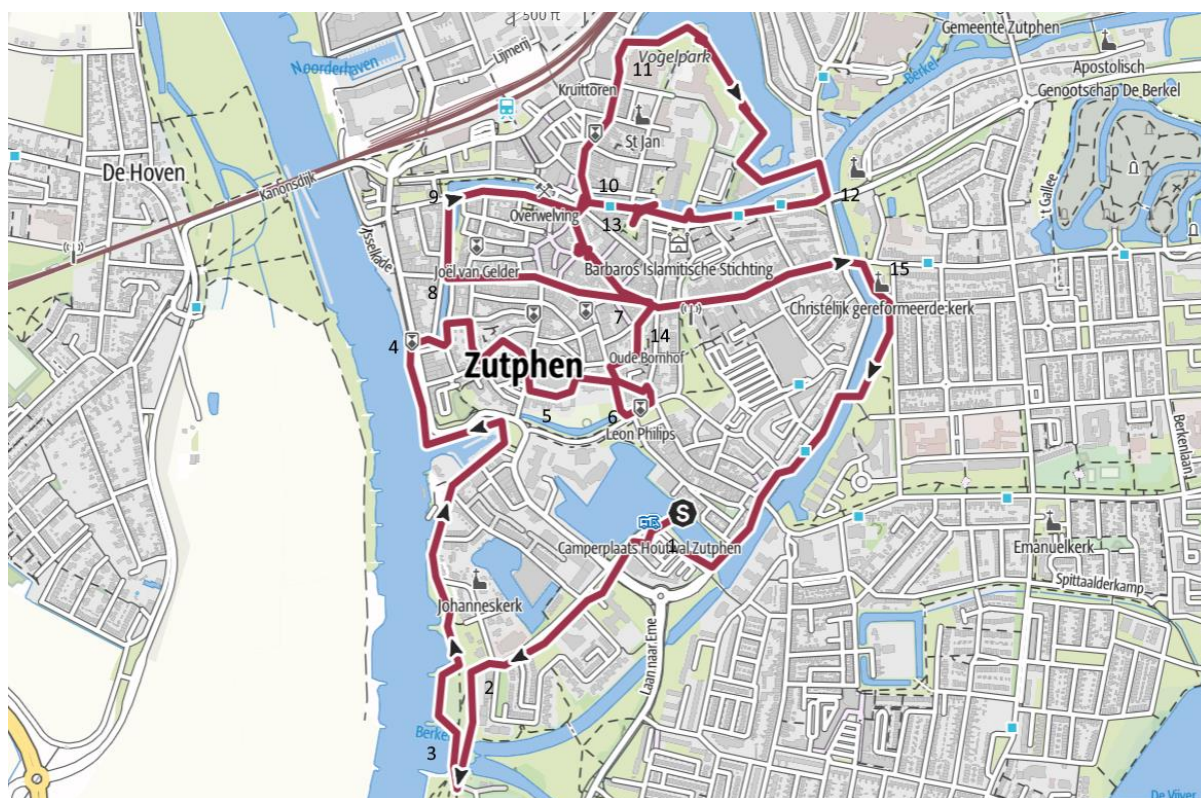 500 ft
Noorderhaven
Lijmerij
Vogelpark
11
Kruittoren
St Jan
Gemeente Zutphen
Berkel
Apostolisch
Genootschap De Berkel
't Gallee
De Hoven
Kanonsdijk
IJsselkade
9
10
Overwelving
13
12
Joël van Gelder
8
Barbaros Islamitische Stichting
15
Christelijk gereformeerde kerk
7
14
4
Zutphen
Oude Bornhof
5
6
Leon Philips
Berkenlaan
S
1
Camperplaats Houtwal Zutphen
Emanuelkerk
Spittaalderkamp
Johanneskerk
Laan naar Eme
2
Berkel
3
De Vijver